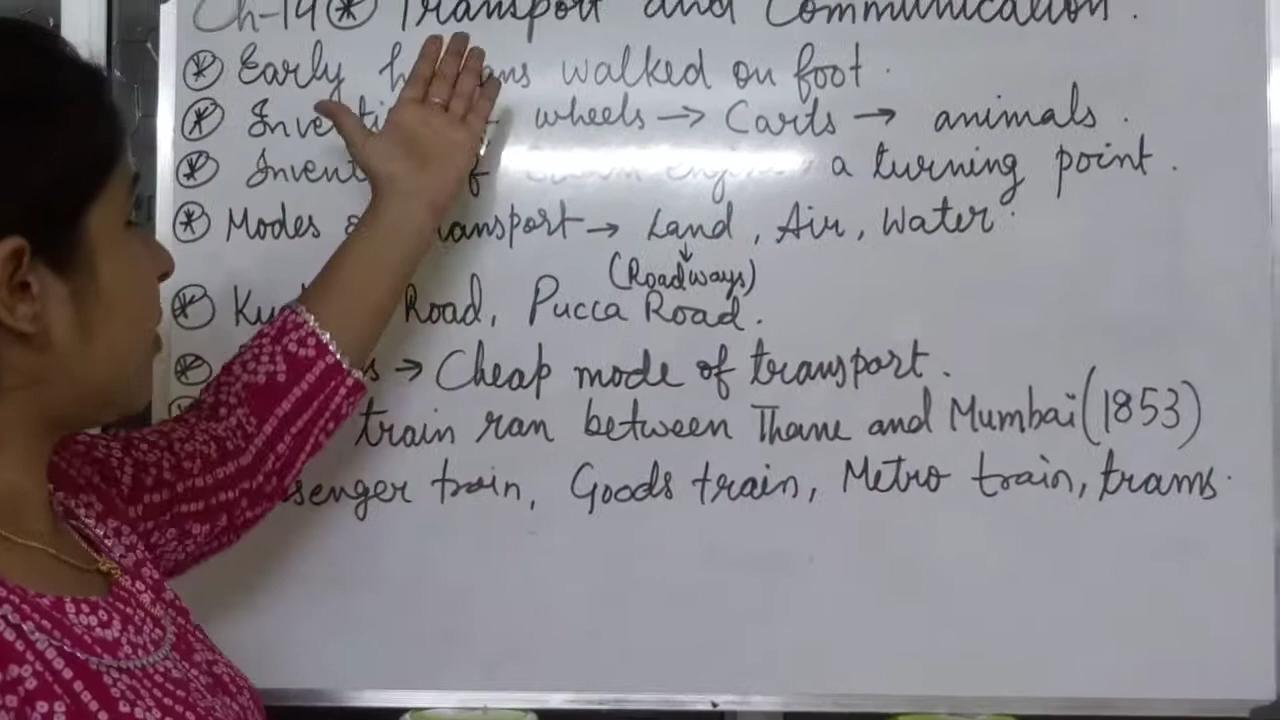 Ch-14 * Transport and Communication.
* Early walked on foot.
* wheels → Carts → animals.
* a turning point.
* Modes → Land, Air, Water.
↓
(Roadways)
* Road, Pucca Road.
* → Cheap mode of transport.
train ran between Thane and Mumbai (1853)
train, Goods train, Metro train, trams.